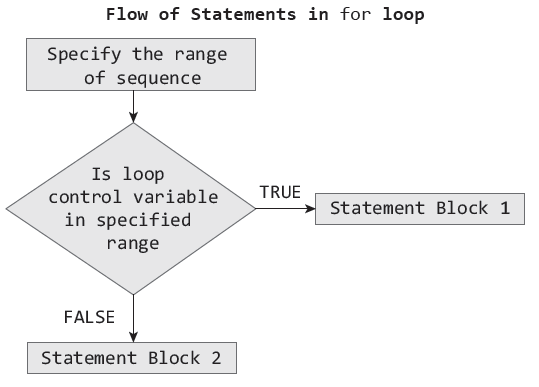 Flow of Statements in for loop
Specify the range
of sequence
Is loop
control variable
in specified
range
TRUE
Statement Block 1
FALSE
Statement Block 2